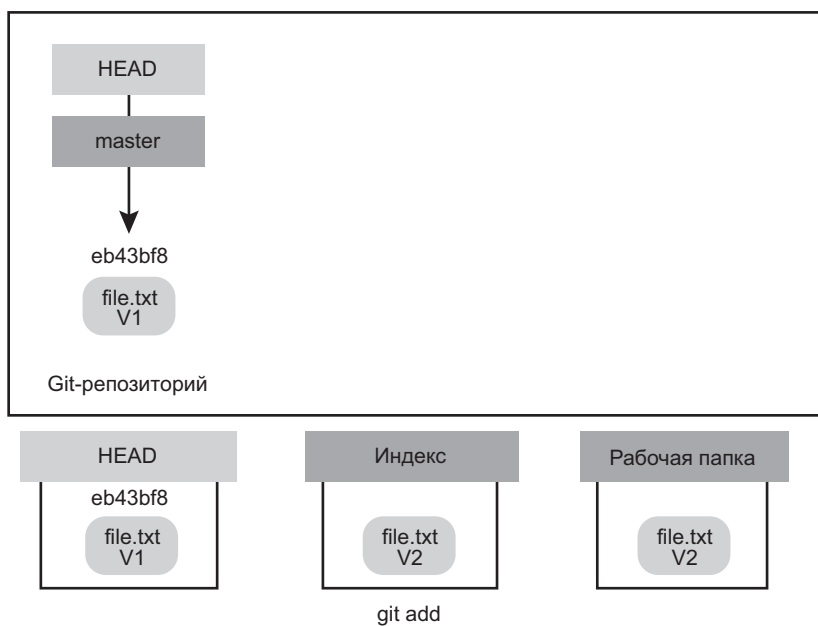 HEAD
master
eb43bf8
file.txt
V1
Git-репозиторий
HEAD
Индекс
Рабочая папка
eb43bf8
file.txt
V1
file.txt
V2
file.txt
V2
git add